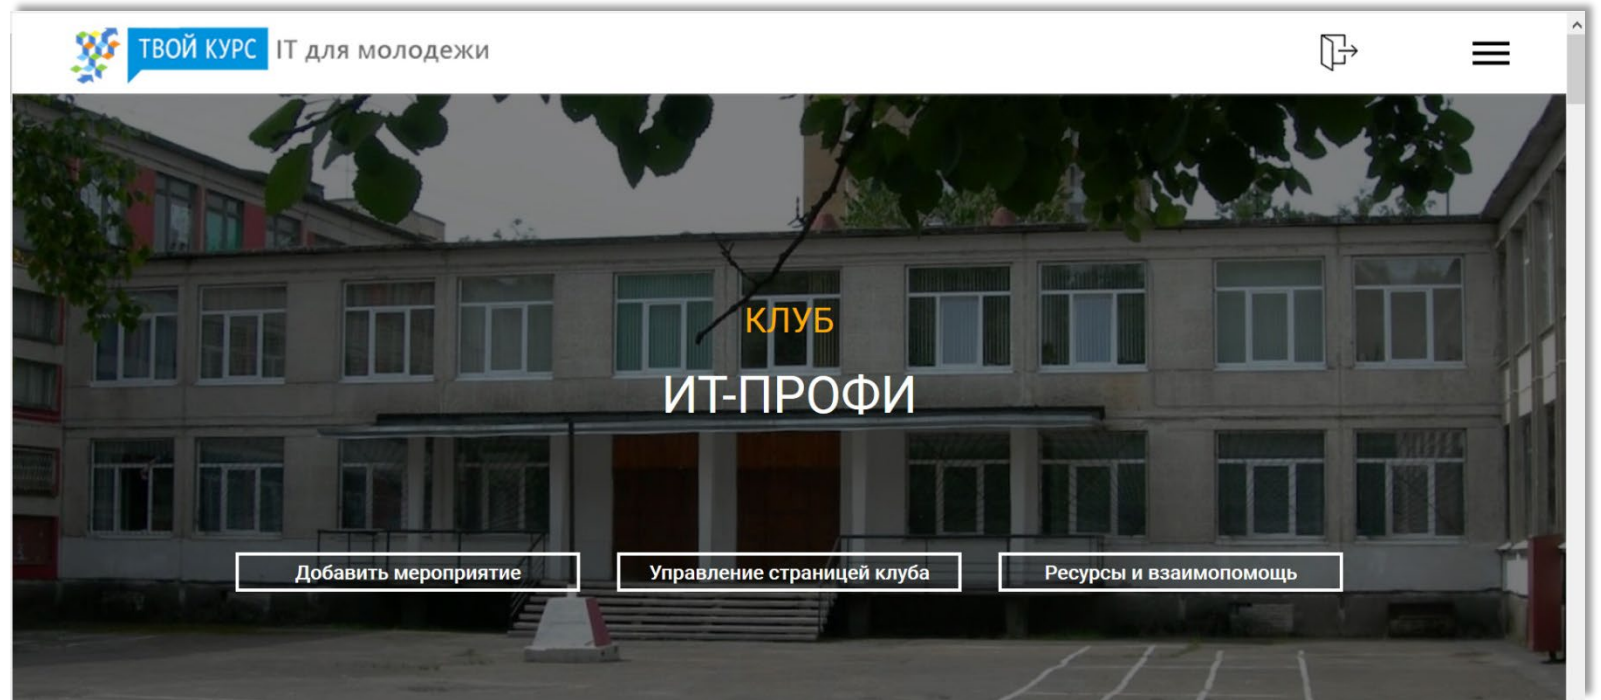 ТВОЙ КУРС IT для молодежи
КЛУБ
ИТ-ПРОФИ
Добавить мероприятие Управление страницей клуба Ресурсы и взаимопомощь